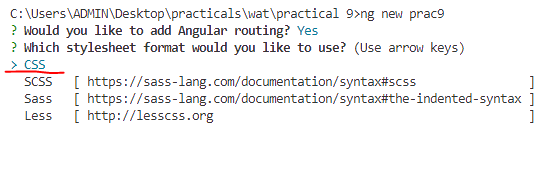 C:\Users\ADMIN\Desktop\practicals\wat\practical 9>ng new prac9
? Would you like to add Angular routing? Yes
? Which stylesheet format would you like to use? (Use arrow keys)
> CSS
SCSS [ https://sass-lang.com/documentation/syntax#scss ]
Sass [ https://sass-lang.com/documentation/syntax#the-indented-syntax ]
Less [ http://lesscss.org ]